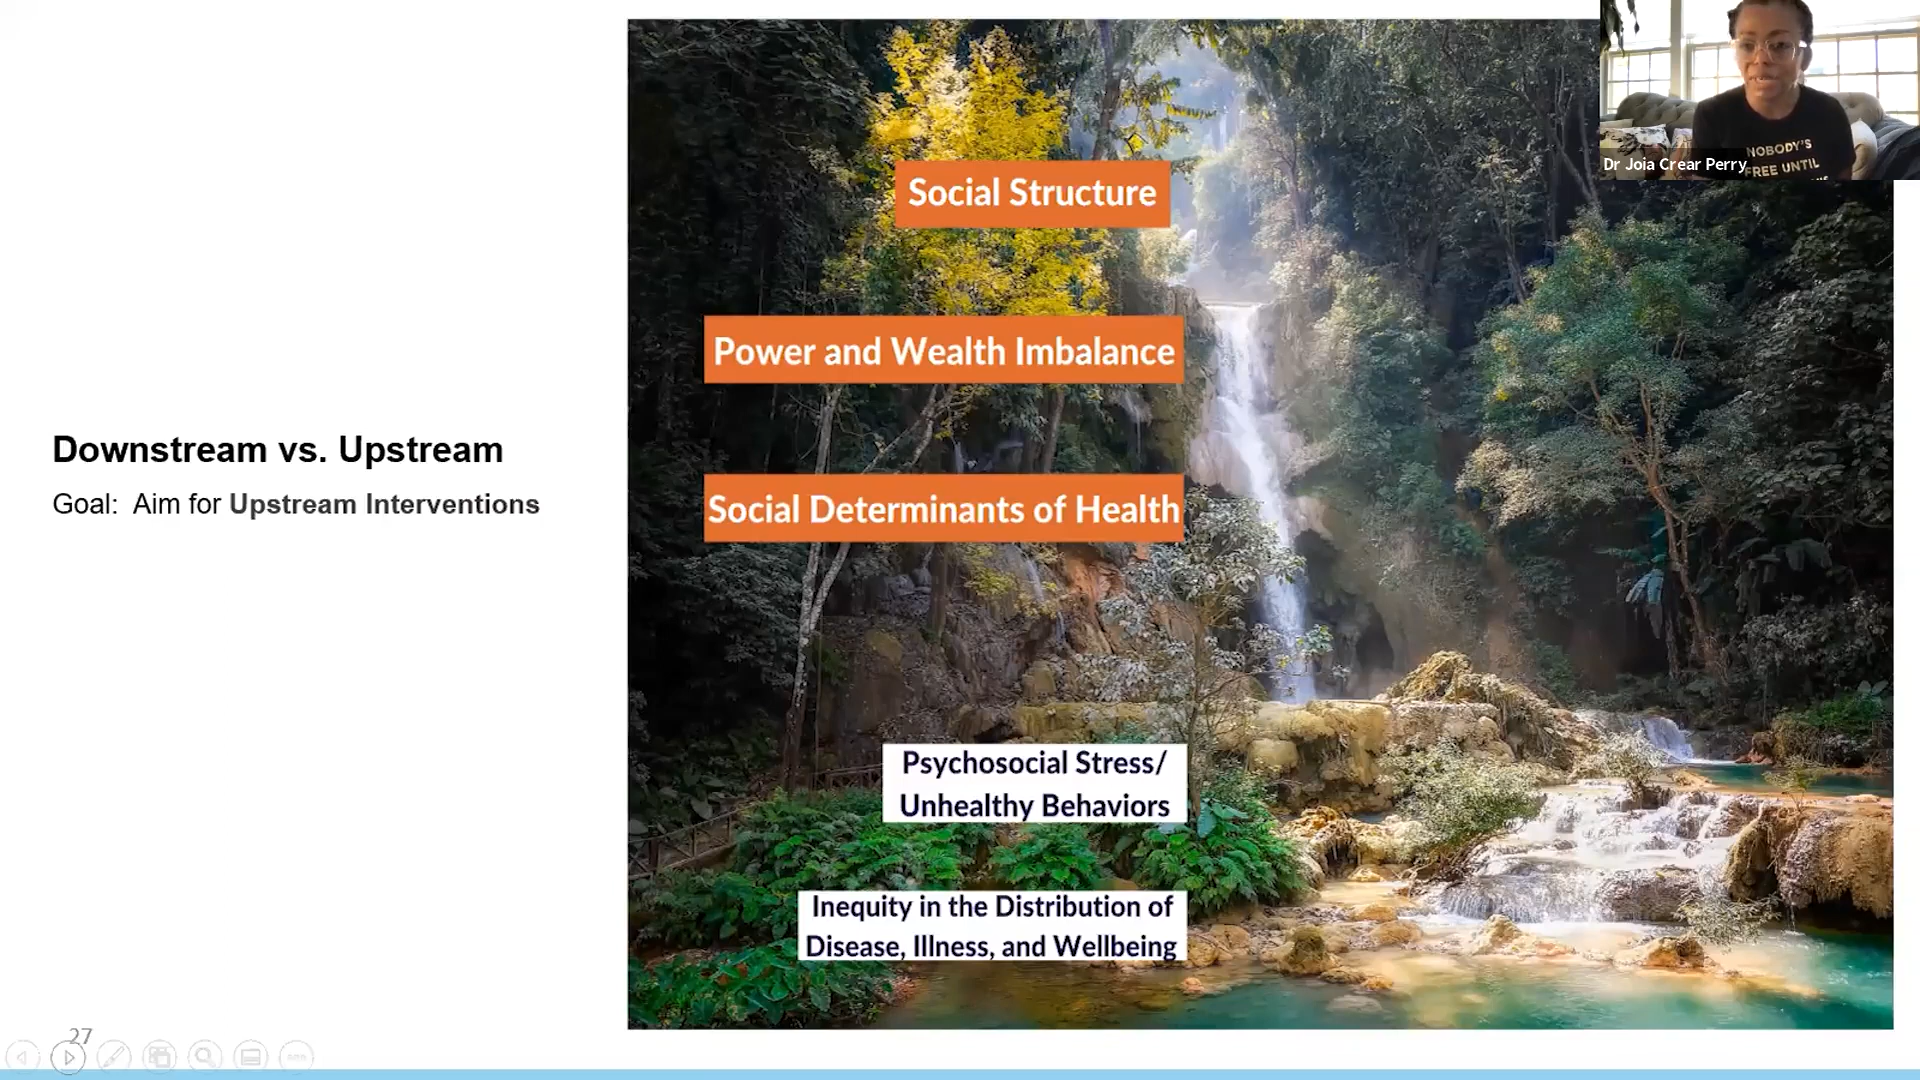 Downstream vs. Upstream
Goal: Aim for Upstream Interventions
Social Structure
Power and Wealth Imbalance
Social Determinants of Health
Psychosocial Stress/
Unhealthy Behaviors
Inequity in the Distribution of
Disease, Illness, and Wellbeing
Dr Joia Crear Perry
NOBODY'S
FREE UNTIL
27